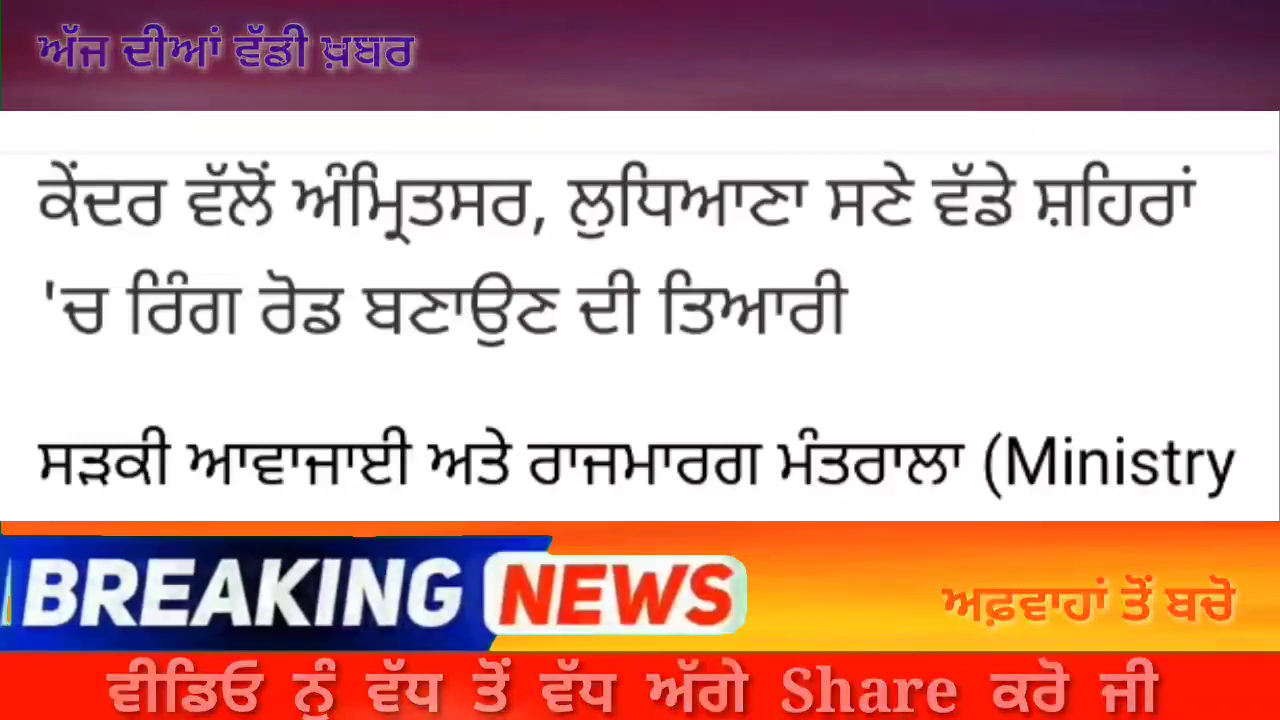 ਅੱਜ ਦੀਆਂ ਵੱਡੀ ਖ਼ਬਰ
ਕੇਂਦਰ ਵੱਲੋਂ ਅੰਮ੍ਰਿਤਸਰ, ਲੁਧਿਆਣਾ ਸਣੇ ਵੱਡੇ ਸ਼ਹਿਰਾਂ
'ਚ ਰਿੰਗ ਰੋਡ ਬਣਾਉਣ ਦੀ ਤਿਆਰੀ
ਸੜਕੀ ਆਵਾਜਾਈ ਅਤੇ ਰਾਜਮਾਰਗ ਮੰਤਰਾਲਾ (Ministry
BREAKING NEWS
ਅਫ਼ਵਾਹਾਂ ਤੋਂ ਬਚੋ
ਵੀਡਿਓ ਨੂੰ ਵੱਧ ਤੋਂ ਵੱਧ ਅੱਗੇ Share ਕਰੋ ਜੀ